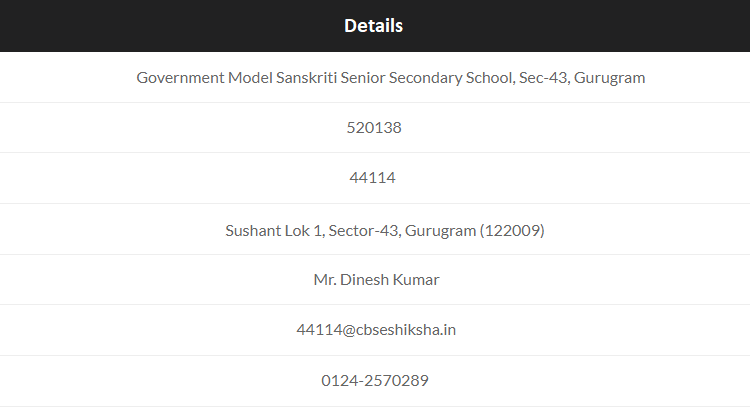 Details
Government Model Sanskriti Senior Secondary School, Sec-43, Gurugram
520138
44114
Sushant Lok 1, Sector-43, Gurugram (122009)
Mr. Dinesh Kumar
44114@cbseshiksha.in
0124-2570289